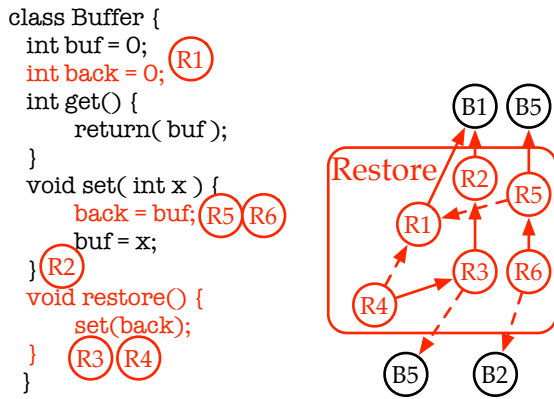 class Buffer {
int buf = 0;
int back = 0; R1
int get() {
return( buf );
}
void set( int x ) {
back = buf; R5 R6
buf = x;
} R2
void restore() {
set(back);
} R3 R4
}
B1 B5
Restore
R2
R5
R1
R3 R6
R4
B5 B2